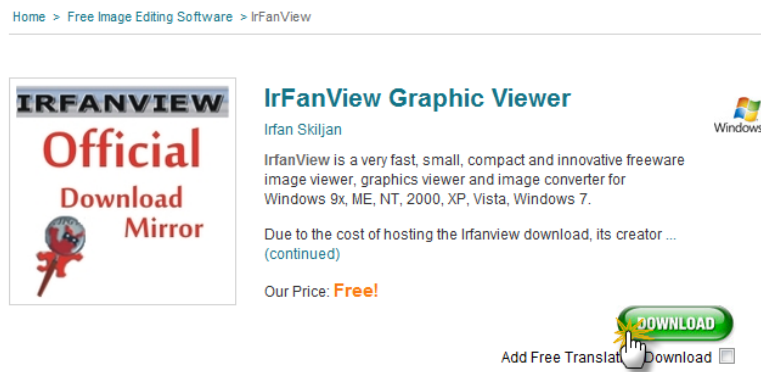 Home > Free Image Editing Software > IrFanView
IRFANVIEW
Official
Download
Mirror
IrFanView Graphic Viewer
Irfan Skiljan
IrfanView is a very fast, small, compact and innovative freeware
image viewer, graphics viewer and image converter for
Windows 9x, ME, NT, 2000, XP, Vista, Windows 7.
Due to the cost of hosting the Irfanview download, its creator ...
(continued)
Our Price: Free!
Windows
DOWNLOAD
Add Free Translat Download